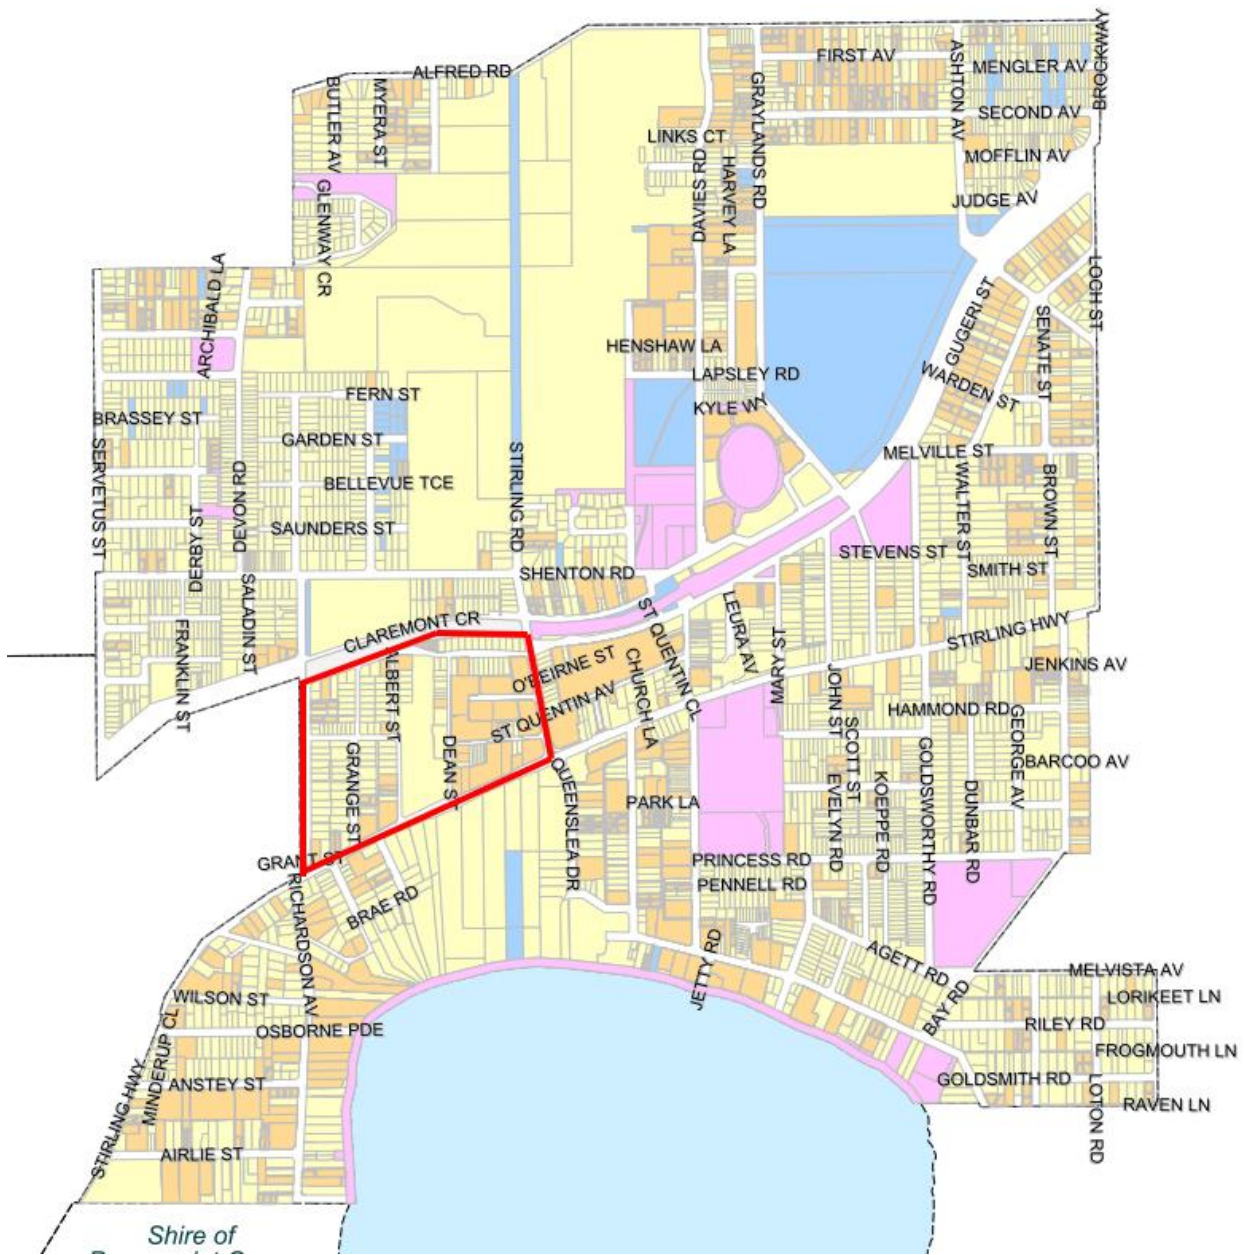 FIRST AV
ASHTON AV
BROCKWAY
MENGLER AV
ALFRED RD
BUTLER AV
MYERA ST
GRAYLANDS RD
SECOND AV
LINKS CT
DAVIES RD
HARVEY LA
MOFFLIN AV
JUDGE AV
GLENWAY CR
ARCHIBALD LA
LOCH ST
GUGERI ST
SENATE ST
HENSHAW LA
LAPSLEY RD
WARDEN ST
KYLE WY
FERN ST
BRASSEY ST
GARDEN ST
MELVILLE ST
SERVETUS ST
DEVON RD
STIRLING RD
WALTER ST
BROWN ST
BELLEVUE TCE
DERBY ST
SAUNDERS ST
STEVENS ST
SMITH ST
SHENTON RD
SALADIN ST
FRANKLIN ST
CLAREMONT CR
ST QUENTIN CL
LEURA AV
MARY ST
STIRLING HWY
ALBERT ST
O'BEIRNE ST
CHURCH LA
JENKINS AV
JOHN ST
ST QUENTIN AV
HAMMOND RD
SCOTT ST
GEORGE AV
GRANGE ST
DEAN ST
QUEENSLEA DR
GOLDSWORTHY RD
BARCOO AV
PARK LA
EVELYN RD
KOEPPE RD
DUNBAR RD
GRANT ST
PRINCESS RD
RICHARDSON AV
BRAE RD
PENNELL RD
AGETT RD
JETTY RD
BAY RD
MELVISTA AV
WILSON ST
LORIKEET LN
MINDERUP CL
OSBORNE PDE
RILEY RD
FROGMOUTH LN
STIRLING HWY
ANSTEY ST
GOLDSMITH RD
LOTON RD
RAVEN LN
AIRLIE ST
Shire of